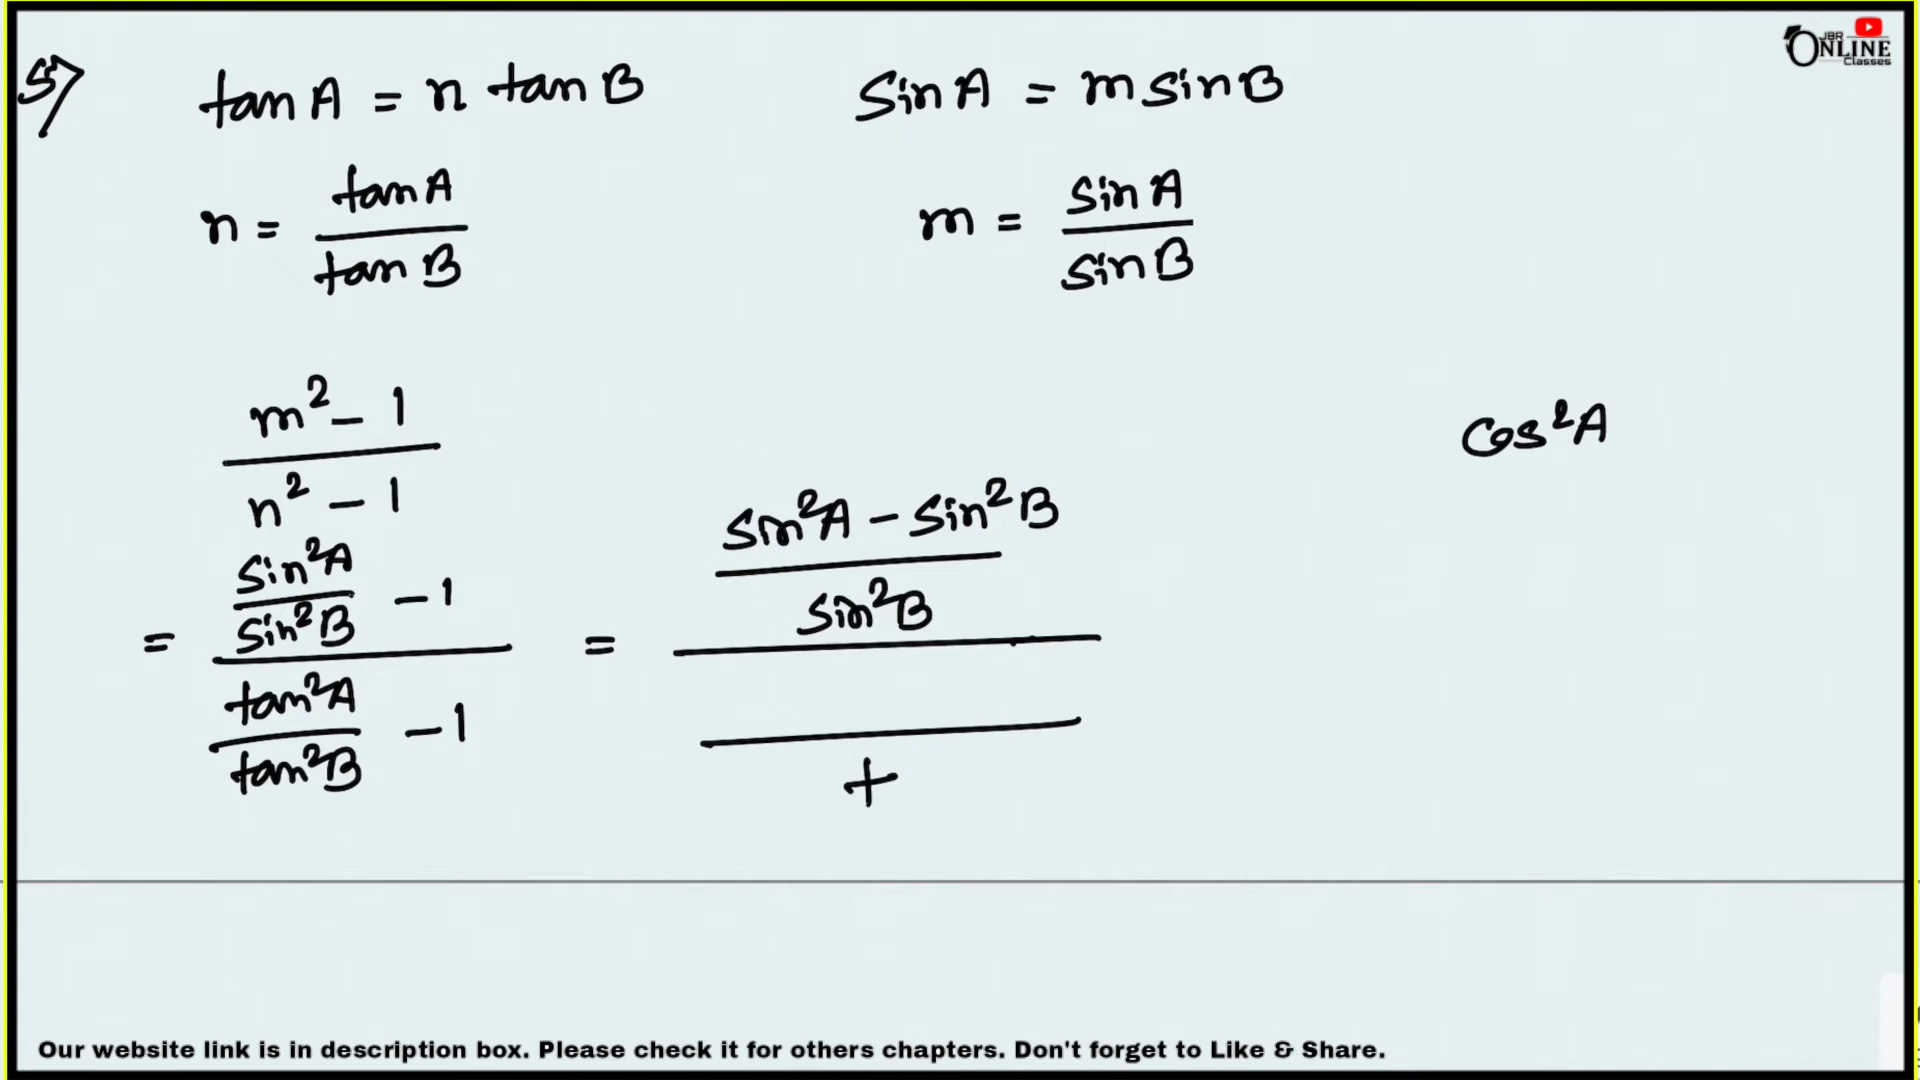 JBR ONLINE Classes
5) tan A = n tan B    sin A = m sin B
n = tan A / tan B    m = sin A / sin B
m² - 1 / n² - 1    cos²A
= (sin²A / sin²B - 1) / (tan²A / tan²B - 1) = (sin²A - sin²B / sin²B) / ( / t
Our website link is in description box. Please check it for others chapters. Don't forget to Like & Share.